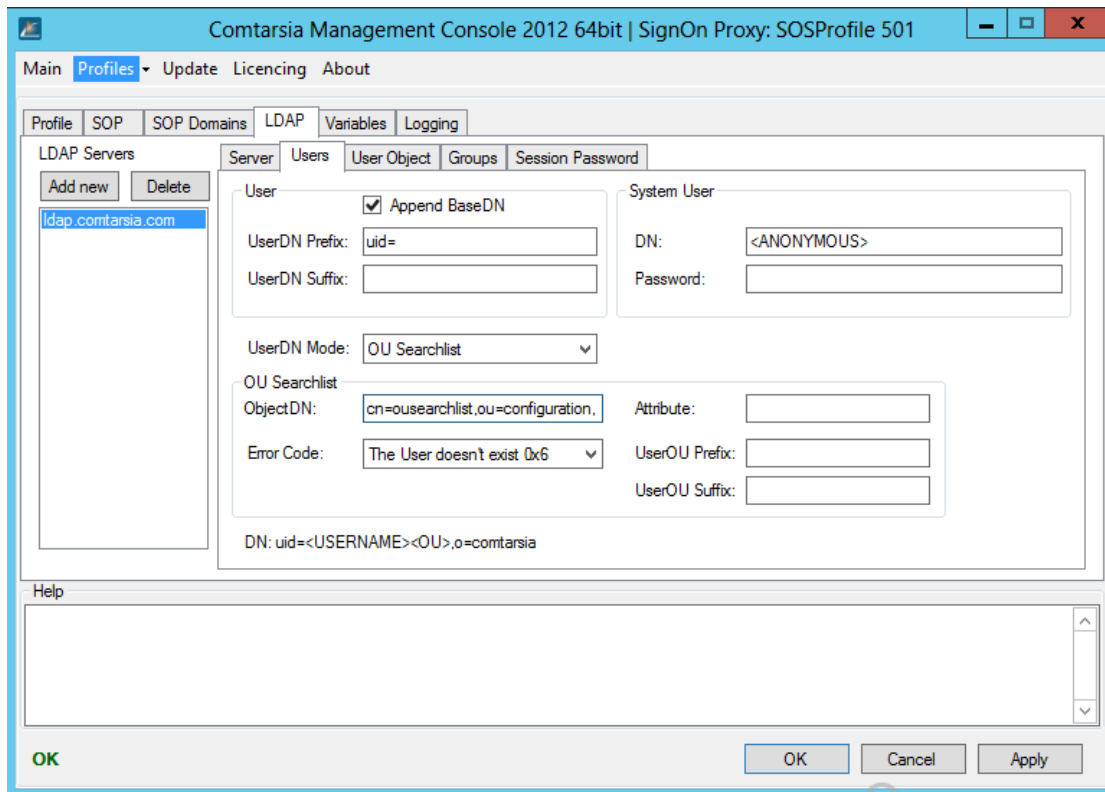 Comtarsia Management Console 2012 64bit | SignOn Proxy: SOSProfile 501
Main Profiles Update Licencing About
Profile SOP SOP Domains LDAP Variables Logging
LDAP Servers
Add new Delete
ldap.comtarsia.com
Server Users User Object Groups Session Password
User
Append BaseDN
UserDN Prefix: uid=
UserDN Suffix:
System User
DN: <ANONYMOUS>
Password:
UserDN Mode: OU Searchlist
OU Searchlist
ObjectDN: cn=ousearchlist,ou=configuration, Attribute:
Error Code: The User doesn't exist 0x6 UserOU Prefix:
UserOU Suffix:
DN: uid=<USERNAME><OU>,o=comtarsia
Help
OK OK Cancel Apply